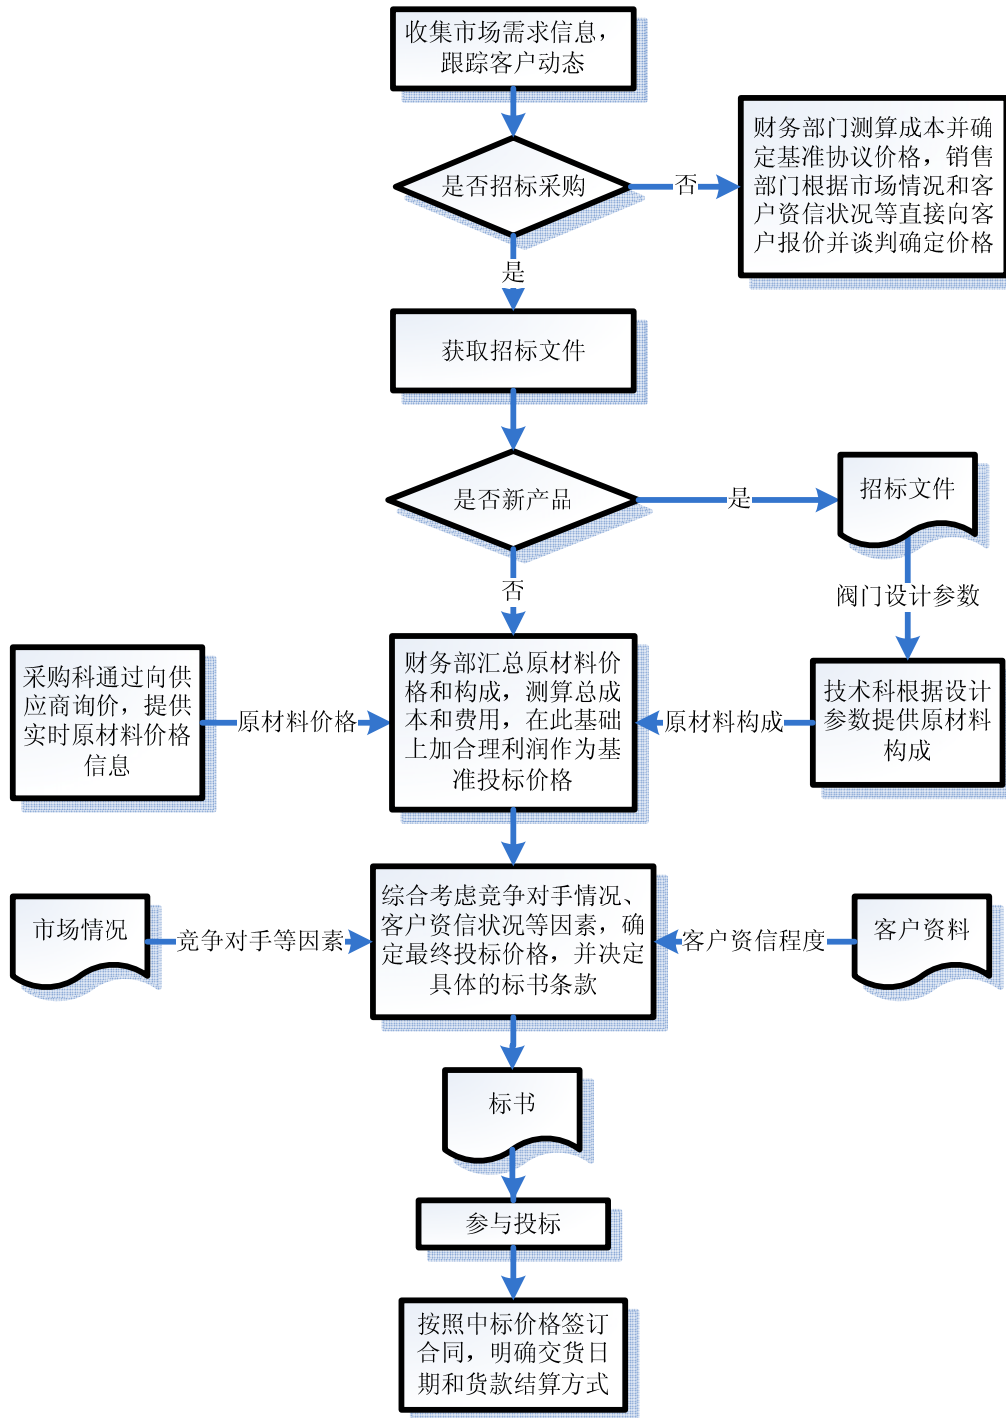 收集市场需求信息，
跟踪客户动态
是否招标采购
否
财务部门测算成本并确
定基准协议价格，销售
部门根据市场情况和客
户资信状况等直接向客
户报价并谈判确定价格
是
获取招标文件
是否新产品
是
招标文件
否
阀门设计参数
采购科通过向供
应商询价，提供
实时原材料价格
信息
原材料价格
财务部汇总原材料价
格和构成，测算总成
本和费用，在此基础
上加合理利润作为基
准投标价格
原材料构成
技术科根据设计
参数提供原材料
构成
市场情况
竞争对手等因素
综合考虑竞争对手情况、
客户资信状况等因素，确
定最终投标价格，并决定
具体的标书条款
客户资信程度
客户资料
标书
参与投标
按照中标价格签订
合同，明确交货日
期和货款结算方式